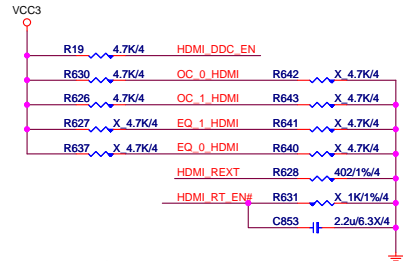 VCC3
R19 4.7K/4 HDMI_DDC_EN
R630 4.7K/4 OC_0_HDMI R642 X_4.7K/4
R626 4.7K/4 OC_1_HDMI R643 X_4.7K/4
R627 X_4.7K/4 EQ_1_HDMI R641 X_4.7K/4
R637 X_4.7K/4 EQ_0_HDMI R640 X_4.7K/4
HDMI_REXT R628 402/1%/4
HDMI_RT_EN# R631 X_1K/1%/4
C853 2.2u/6.3X/4